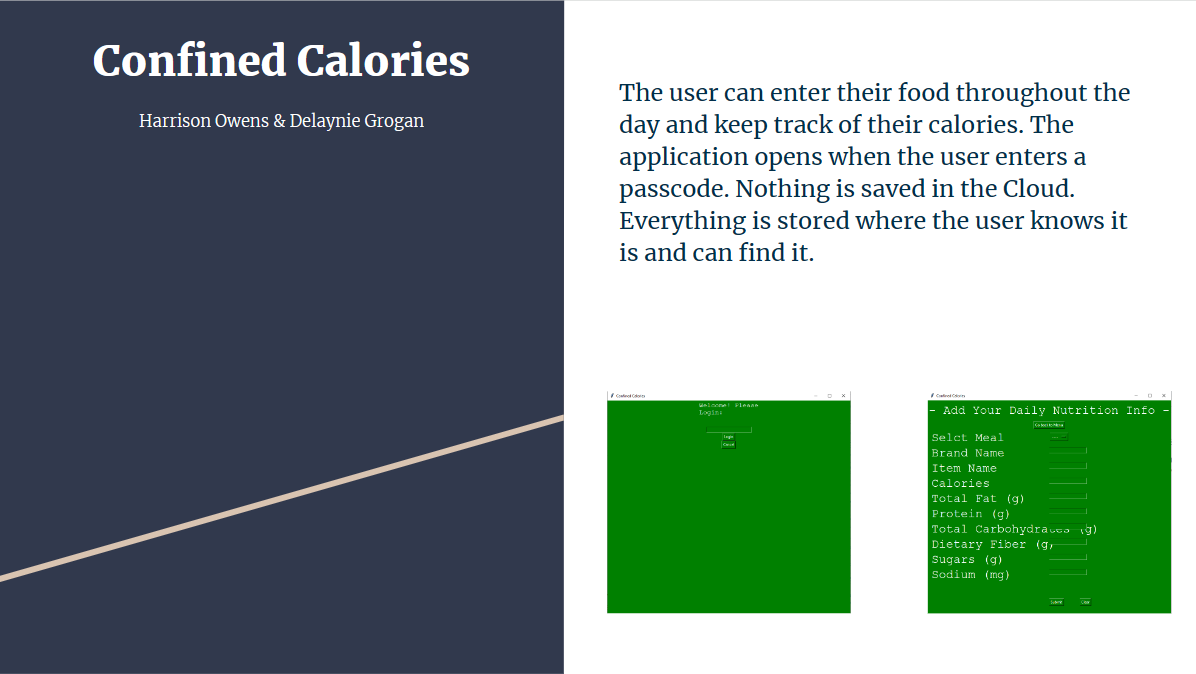 Confined Calories
Harrison Owens & Delaynie Grogan
The user can enter their food throughout the
day and keep track of their calories. The
application opens when the user enters a
passcode. Nothing is saved in the Cloud.
Everything is stored where the user knows it
is and can find it.
Confined Calories
Welcome! Please
Login:
Login
Cancel
Confined Calories
- Add Your Daily Nutrition Info -
Go back to Menu
Selct Meal
Brand Name
Item Name
Calories
Total Fat (g)
Protein (g)
Total Carbohydrates (g)
Dietary Fiber (g)
Sugars (g)
Sodium (mg)
Submit Clear